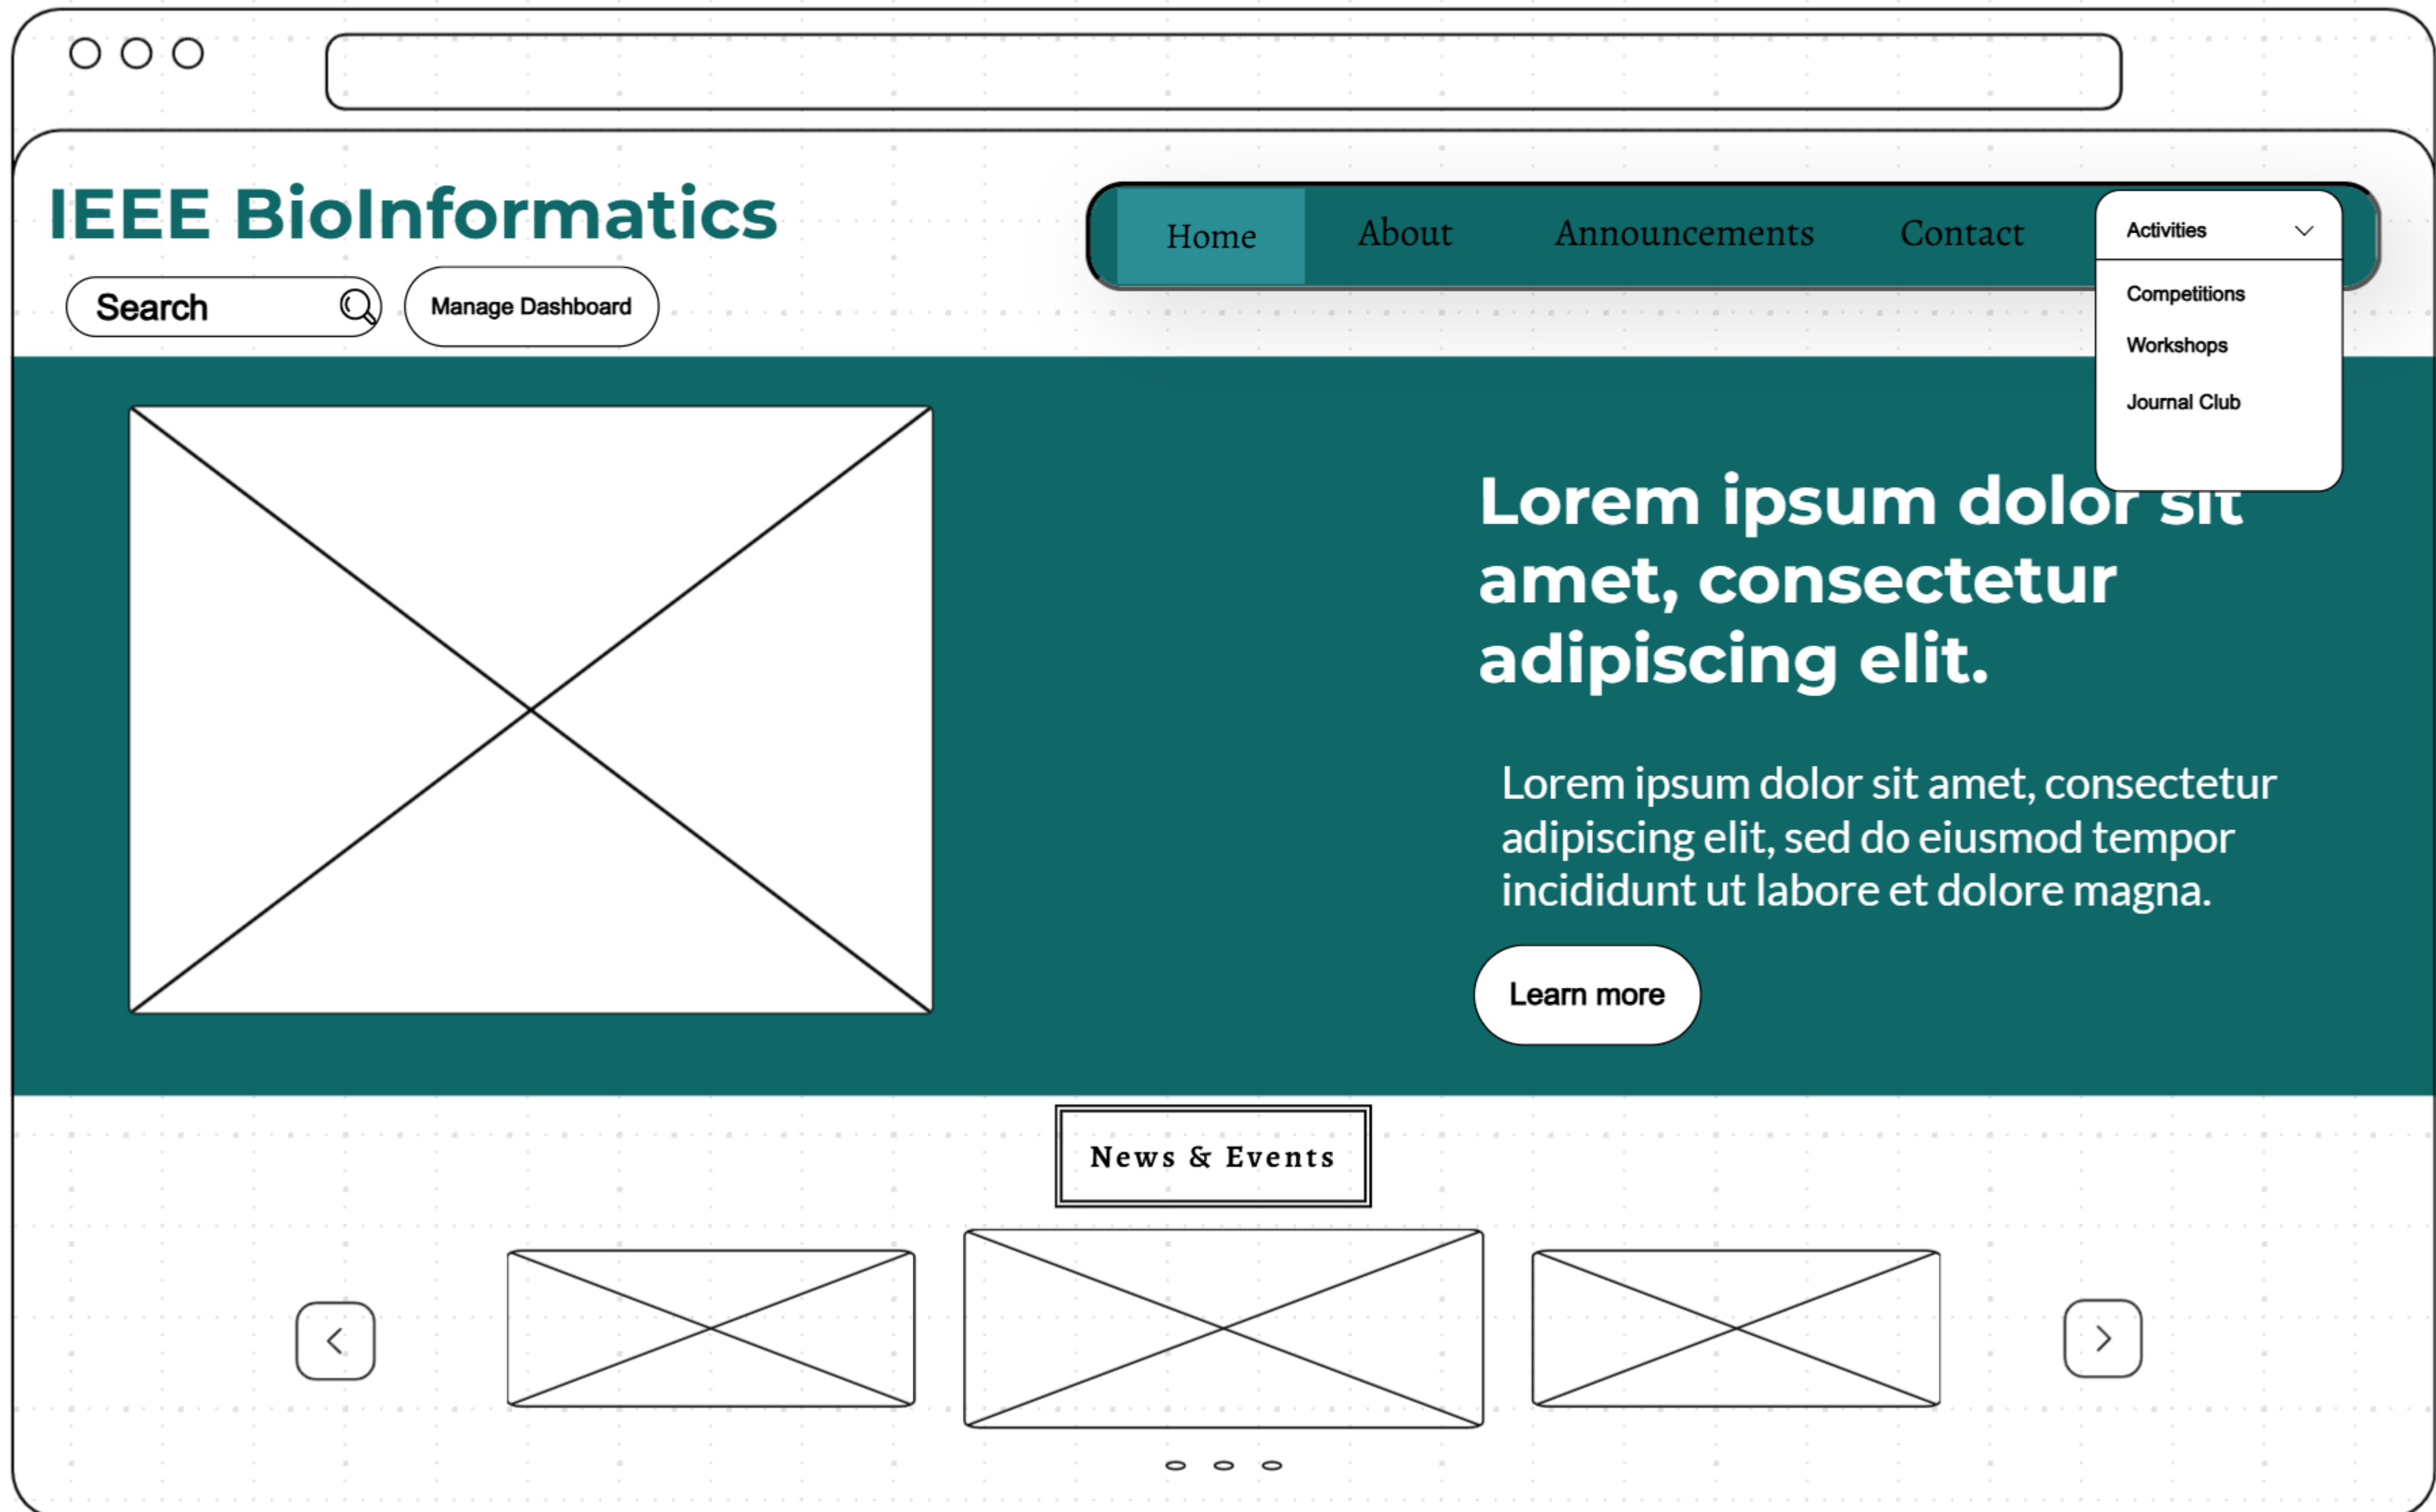 IEEE BioInformatics
Search
Manage Dashboard
Home
About
Announcements
Contact
Activities
Competitions
Workshops
Journal Club
Lorem ipsum dolor sit
amet, consectetur
adipiscing elit.
Lorem ipsum dolor sit amet, consectetur
adipiscing elit, sed do eiusmod tempor
incididunt ut labore et dolore magna.
Learn more
News & Events